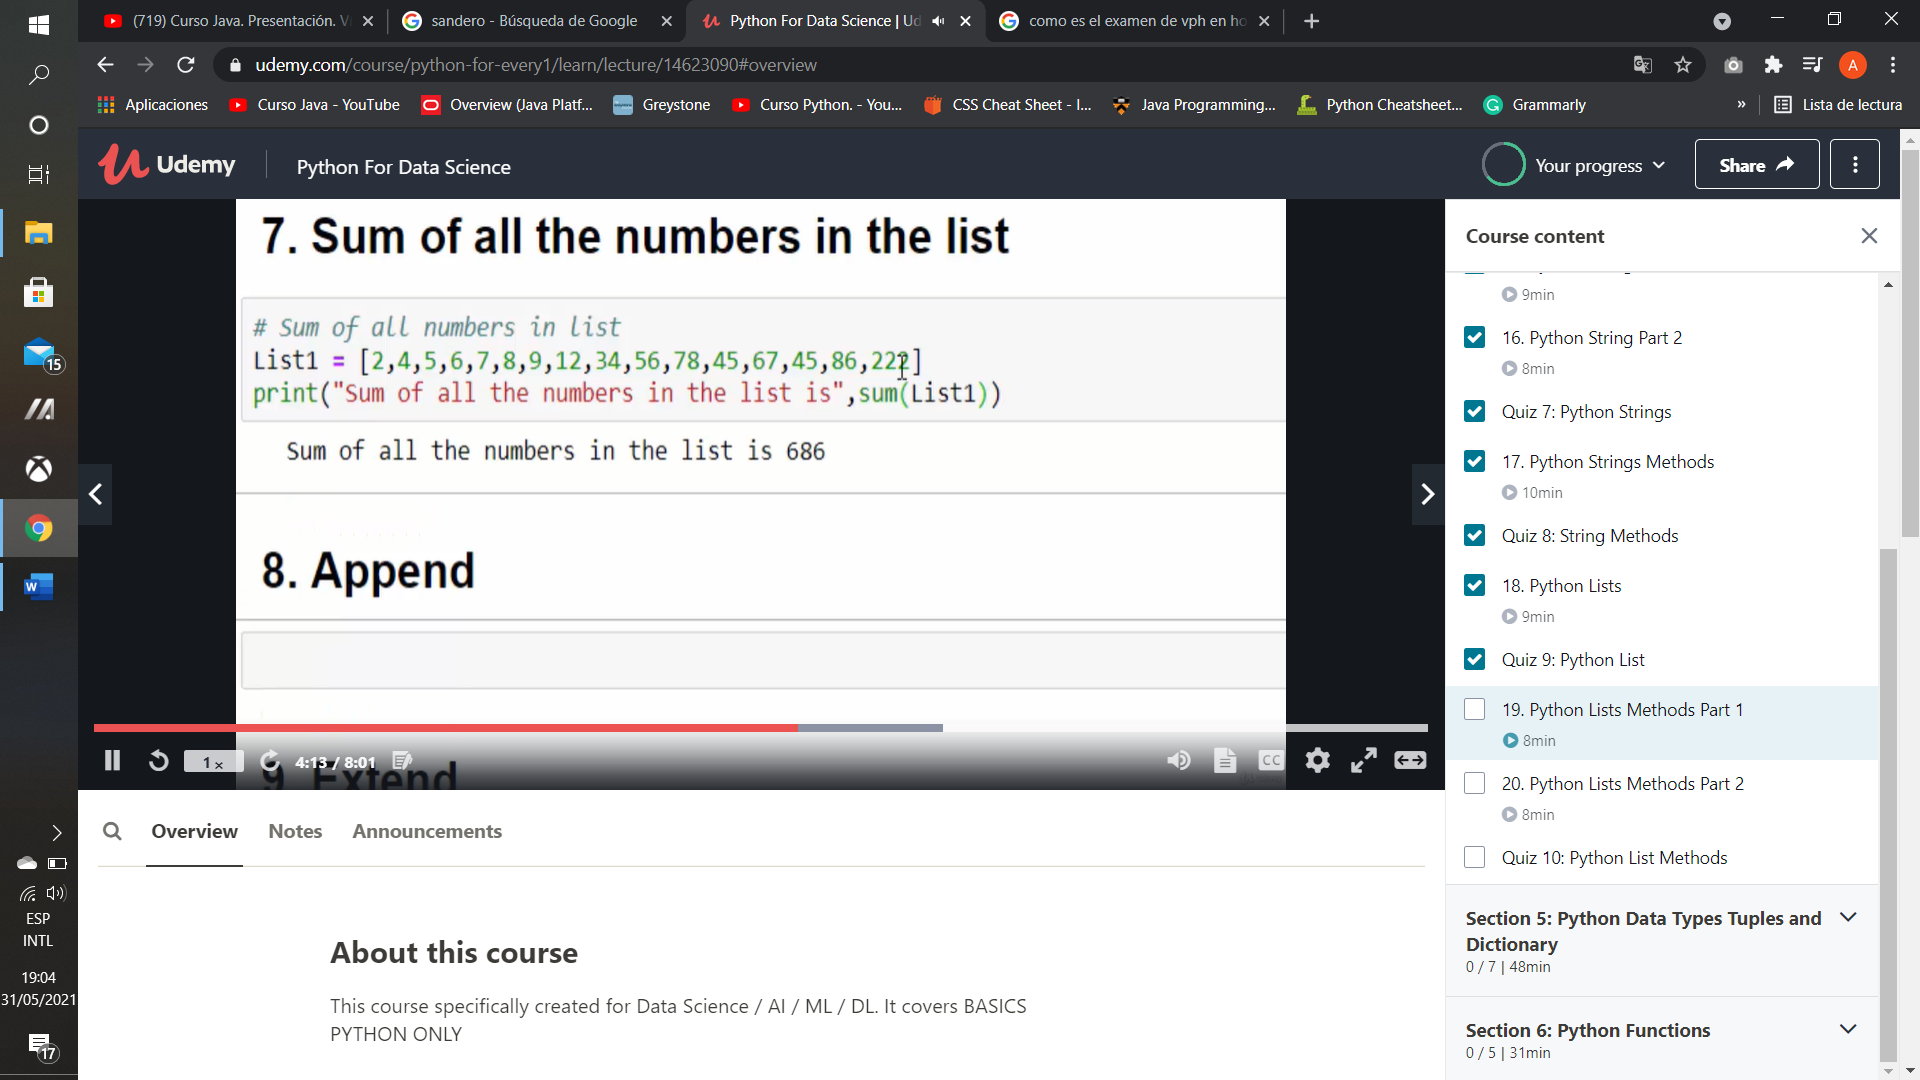 (719) Curso Java. Presentación. V
sandero - Búsqueda de Google
Python For Data Science | Ud
como es el examen de vph en ho
udemy.com/course/python-for-every1/learn/lecture/14623090#overview
A
Aplicaciones
Curso Java - YouTube
Overview (Java Platf...
Greystone
Curso Python. - You...
CSS Cheat Sheet - I...
Java Programming...
Python Cheatsheet...
Grammarly
»
Lista de lectura
Udemy
Python For Data Science
Your progress
Share
7. Sum of all the numbers in the list
# Sum of all numbers in list
List1 = [2,4,5,6,7,8,9,12,34,56,78,45,67,45,86,222]
print("Sum of all the numbers in the list is",sum(List1))
Sum of all the numbers in the list is 686
8. Append
9. Extend
1x
4:13 / 8:01
CC
Course content
9min
16. Python String Part 2
8min
Quiz 7: Python Strings
17. Python Strings Methods
10min
Quiz 8: String Methods
18. Python Lists
9min
Quiz 9: Python List
19. Python Lists Methods Part 1
8min
20. Python Lists Methods Part 2
8min
Quiz 10: Python List Methods
Section 5: Python Data Types Tuples and
Dictionary
0 / 7 | 48min
Section 6: Python Functions
0 / 5 | 31min
Overview
Notes
Announcements
About this course
This course specifically created for Data Science / AI / ML / DL. It covers BASICS
PYTHON ONLY
15
W
ESP
INTL
19:04
31/05/2021
17